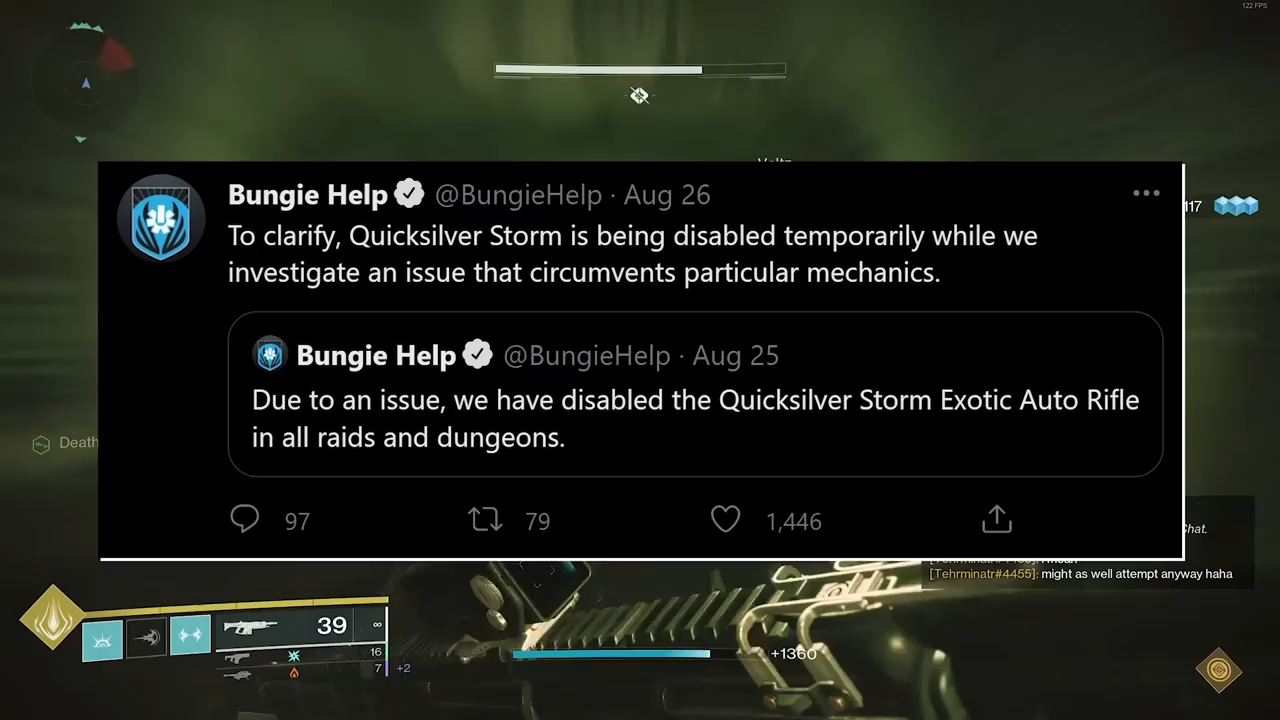 122 FPS
117
Bungie Help @BungieHelp · Aug 26
To clarify, Quicksilver Storm is being disabled temporarily while we
investigate an issue that circumvents particular mechanics.
Bungie Help @BungieHelp · Aug 25
Due to an issue, we have disabled the Quicksilver Storm Exotic Auto Rifle
in all raids and dungeons.
97 79 1,446
Death
Chat.
[Tehrminatr#4455]: might as well attempt anyway haha
39 ∞
16
7 +2
+1360